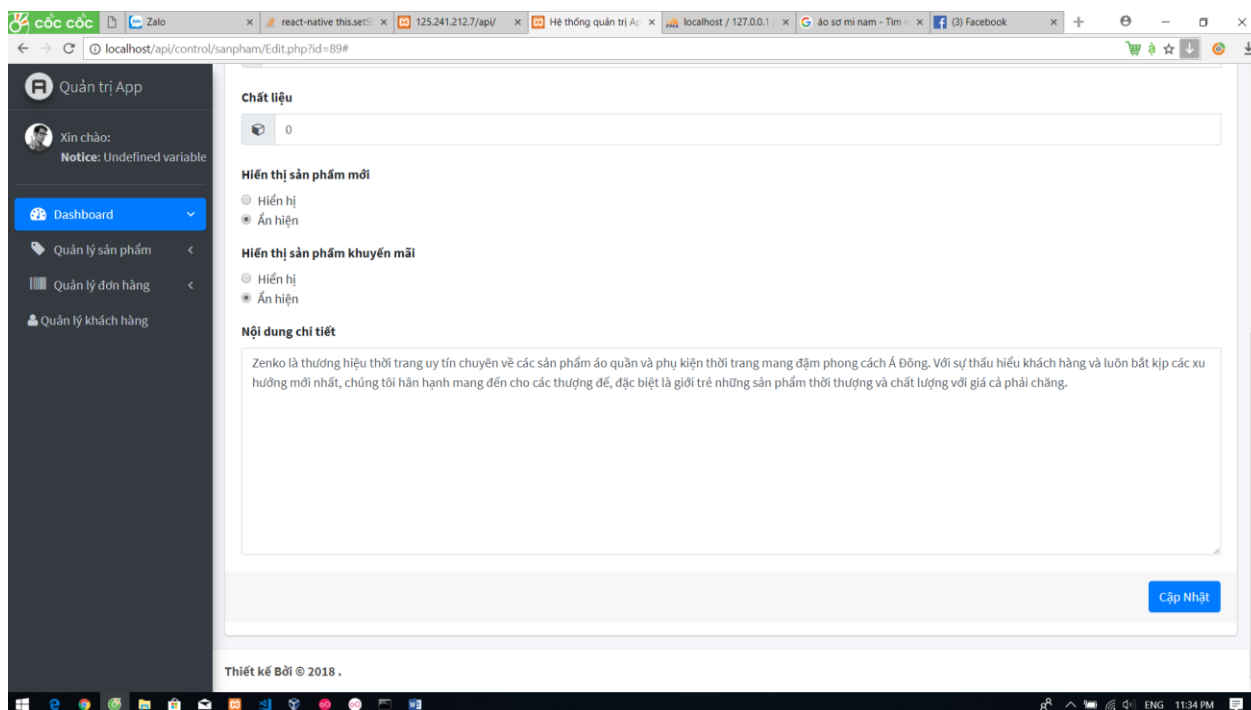 cốc cốc
Zalo
react-native this.setS
125.241.212.7/api/
Hệ thống quản trị Ap
localhost / 127.0.0.1 /
áo sơ mi nam - Tìm v
(3) Facebook
localhost/api/control/sanpham/Edit.php?id=89#
Quản trị App
Xin chào:
Notice: Undefined variable
Dashboard
Quản lý sản phẩm
Quản lý đơn hàng
Quản lý khách hàng
Chất liệu
0
Hiển thị sản phẩm mới
Hiển hị
Ẩn hiện
Hiển thị sản phẩm khuyến mãi
Hiển hị
Ẩn hiện
Nội dung chi tiết
Zenko là thương hiệu thời trang uy tín chuyên về các sản phẩm áo quần và phụ kiện thời trang mang đậm phong cách Á Đông. Với sự thấu hiểu khách hàng và luôn bắt kịp các xu
hướng mới nhất, chúng tôi hân hạnh mang đến cho các thượng đế, đặc biệt là giới trẻ những sản phẩm thời thượng và chất lượng với giá cả phải chăng.
Cập Nhật
Thiết kế Bởi © 2018 .
ENG 11:34 PM